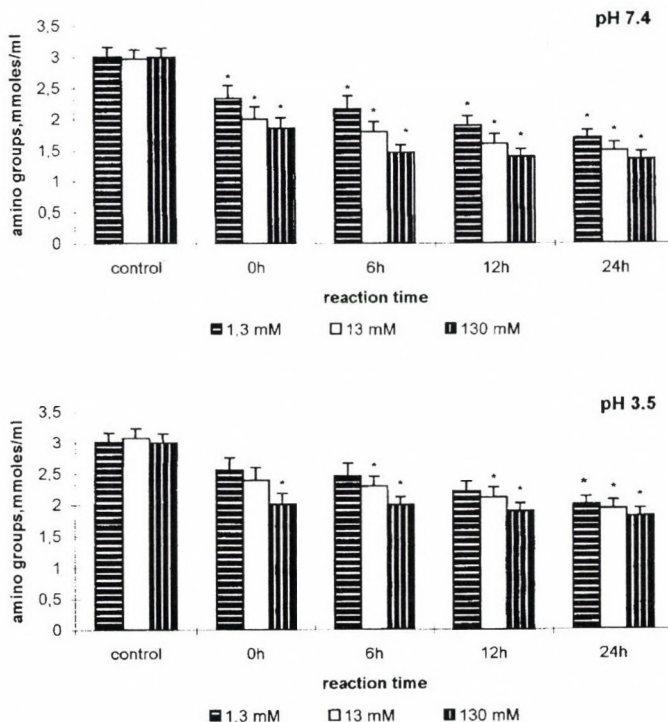 pH 7.4
amino groups,mmoles/ml
3,5
3
2,5
2
1,5
1
0,5
0
* * * * * * * * * * * *
control 0h 6h 12h 24h
reaction time
1,3 mM 13 mM 130 mM
pH 3.5
amino groups,mmoles/ml
3,5
3
2,5
2
1,5
1
0,5
0
* * * * * * * *
control 0h 6h 12h 24h
reaction time
1,3 mM 13 mM 130 mM